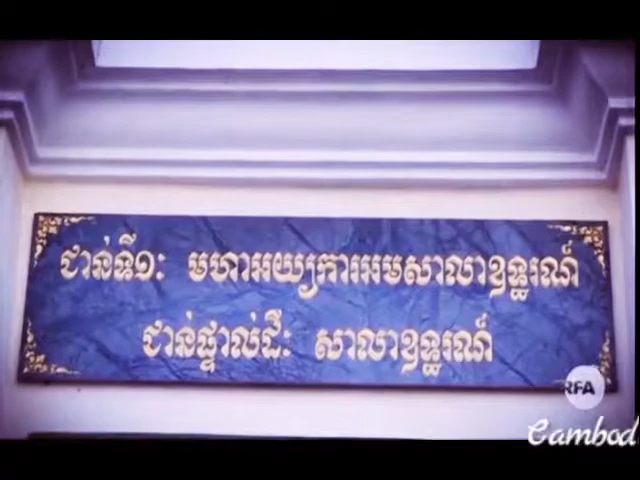 ជាន់ទី១: មហាអយ្យការអមសាលាឧទ្ធរណ៍
ជាន់ផ្ទាល់ដី: សាលាឧទ្ធរណ៍
RFA
Cambod